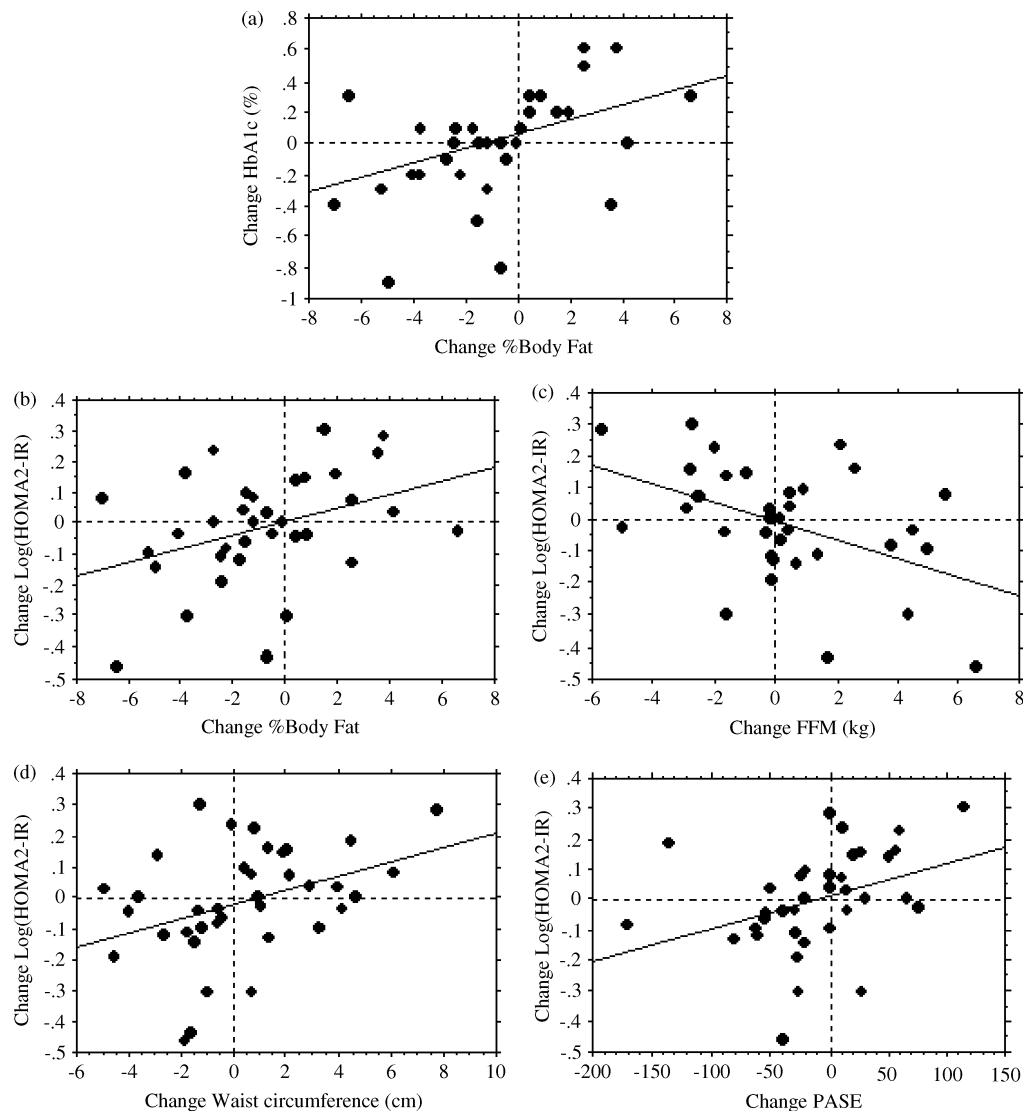 (a)
.8
.6
.4
.2
0
-.2
-.4
-.6
-.8
-1
Change HbA1c (%)
-8 -6 -4 -2 0 2 4 6 8
Change %Body Fat
(b)
.4
.3
.2
.1
0
-.1
-.2
-.3
-.4
-.5
Change Log(HOMA2-IR)
-8 -6 -4 -2 0 2 4 6 8
Change %Body Fat
(c)
.4
.3
.2
.1
0
-.1
-.2
-.3
-.4
-.5
Change Log(HOMA2-IR)
-6 -4 -2 0 2 4 6 8
Change FFM (kg)
(d)
.4
.3
.2
.1
0
-.1
-.2
-.3
-.4
-.5
Change Log(HOMA2-IR)
-6 -4 -2 0 2 4 6 8 10
Change Waist circumference (cm)
(e)
.4
.3
.2
.1
0
-.1
-.2
-.3
-.4
-.5
Change Log(HOMA2-IR)
-200 -150 -100 -50 0 50 100 150
Change PASE